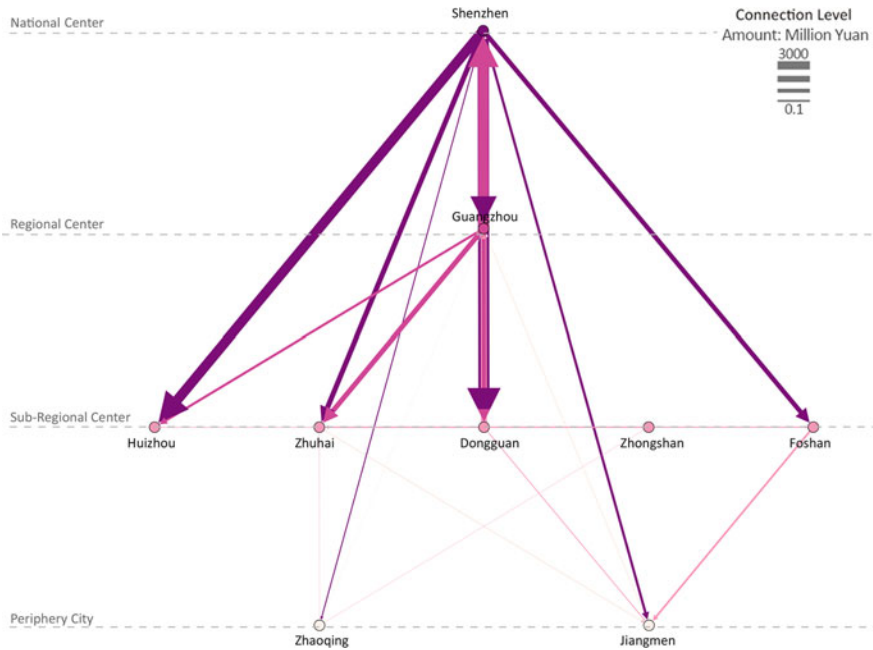 National Center
Shenzhen
Connection Level
Amount: Million Yuan
3000
0.1
Regional Center
Guangzhou
Sub-Regional Center
Huizhou
Zhuhai
Dongguan
Zhongshan
Foshan
Periphery City
Zhaoqing
Jiangmen